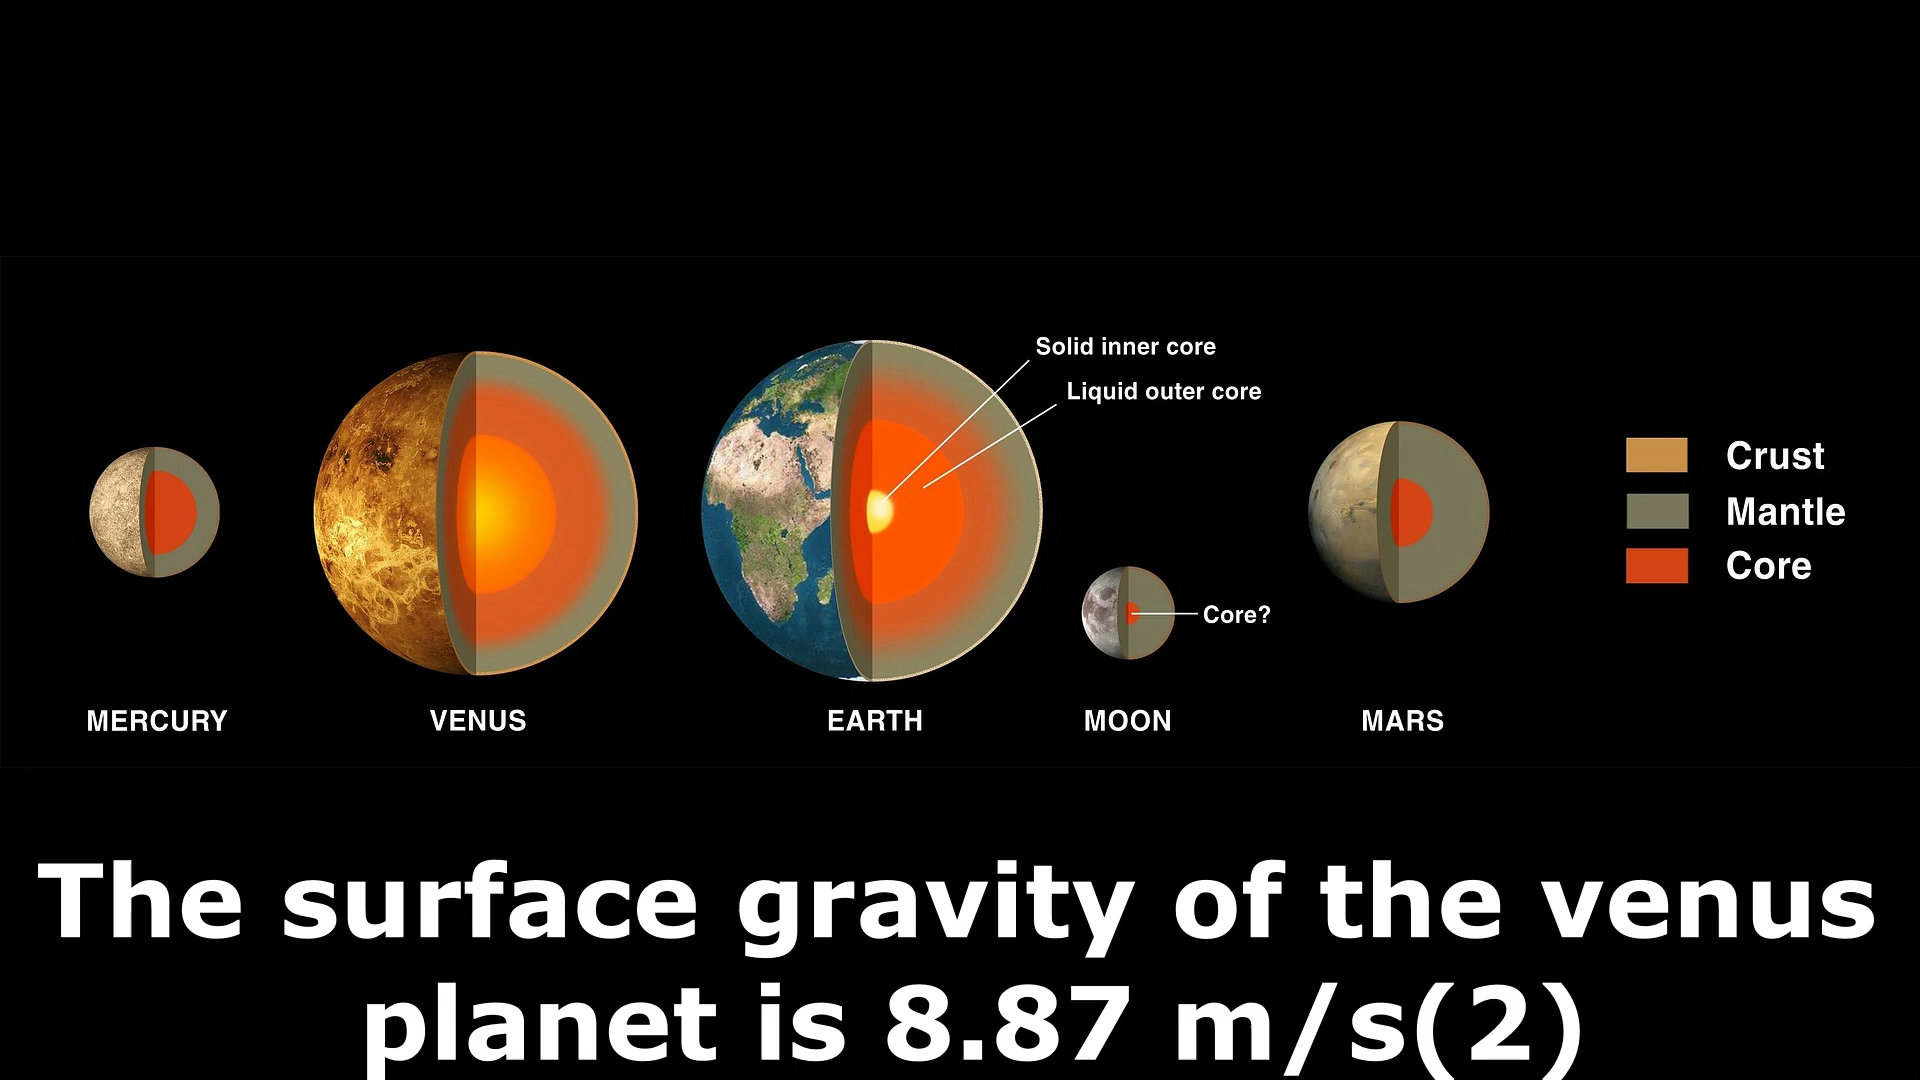 Solid inner core
Liquid outer core
Crust
Mantle
Core
Core?
MERCURY VENUS EARTH MOON MARS
The surface gravity of the venus
planet is 8.87 m/s(2)